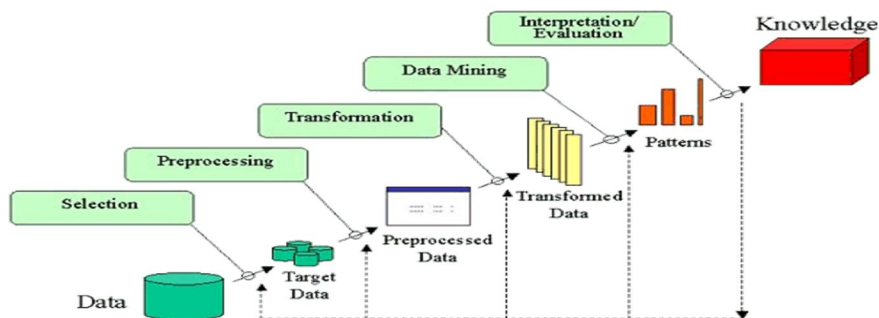 Interpretation/
Evaluation
Knowledge
Data Mining
Transformation
Patterns
Preprocessing
Transformed
Data
Selection
Preprocessed
Data
Target
Data
Data